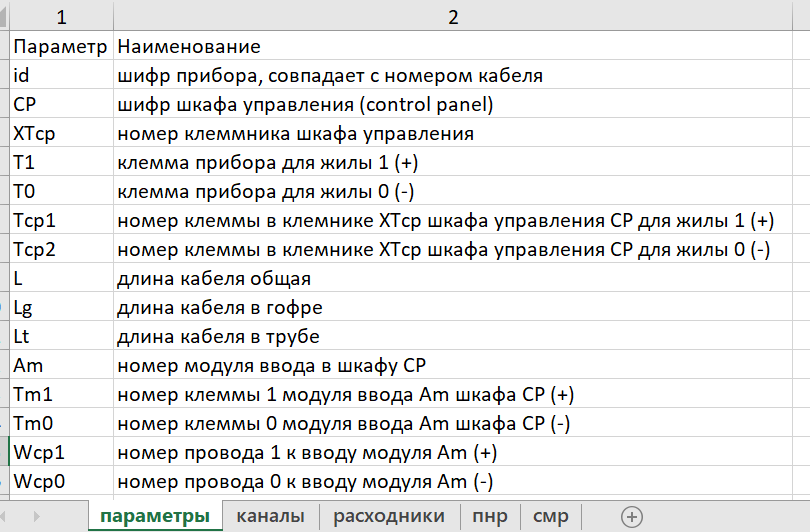 1 2
Параметр Наименование
id шифр прибора, совпадает с номером кабеля
CP шифр шкафа управления (control panel)
XTcp номер клеммника шкафа управления
T1 клемма прибора для жилы 1 (+)
T0 клемма прибора для жилы 0 (-)
Tcp1 номер клеммы в клемнике XTcp шкафа управления CP для жилы 1 (+)
Tcp2 номер клеммы в клемнике XTcp шкафа управления CP для жилы 0 (-)
L длина кабеля общая
Lg длина кабеля в гофре
Lt длина кабеля в трубе
Am номер модуля ввода в шкафу CP
Tm1 номер клеммы 1 модуля ввода Am шкафа CP (+)
Tm0 номер клеммы 0 модуля ввода Am шкафа CP (-)
Wcp1 номер провода 1 к вводу модуля Am (+)
Wcp0 номер провода 0 к вводу модуля Am (-)
параметры каналы расходники пнр смр